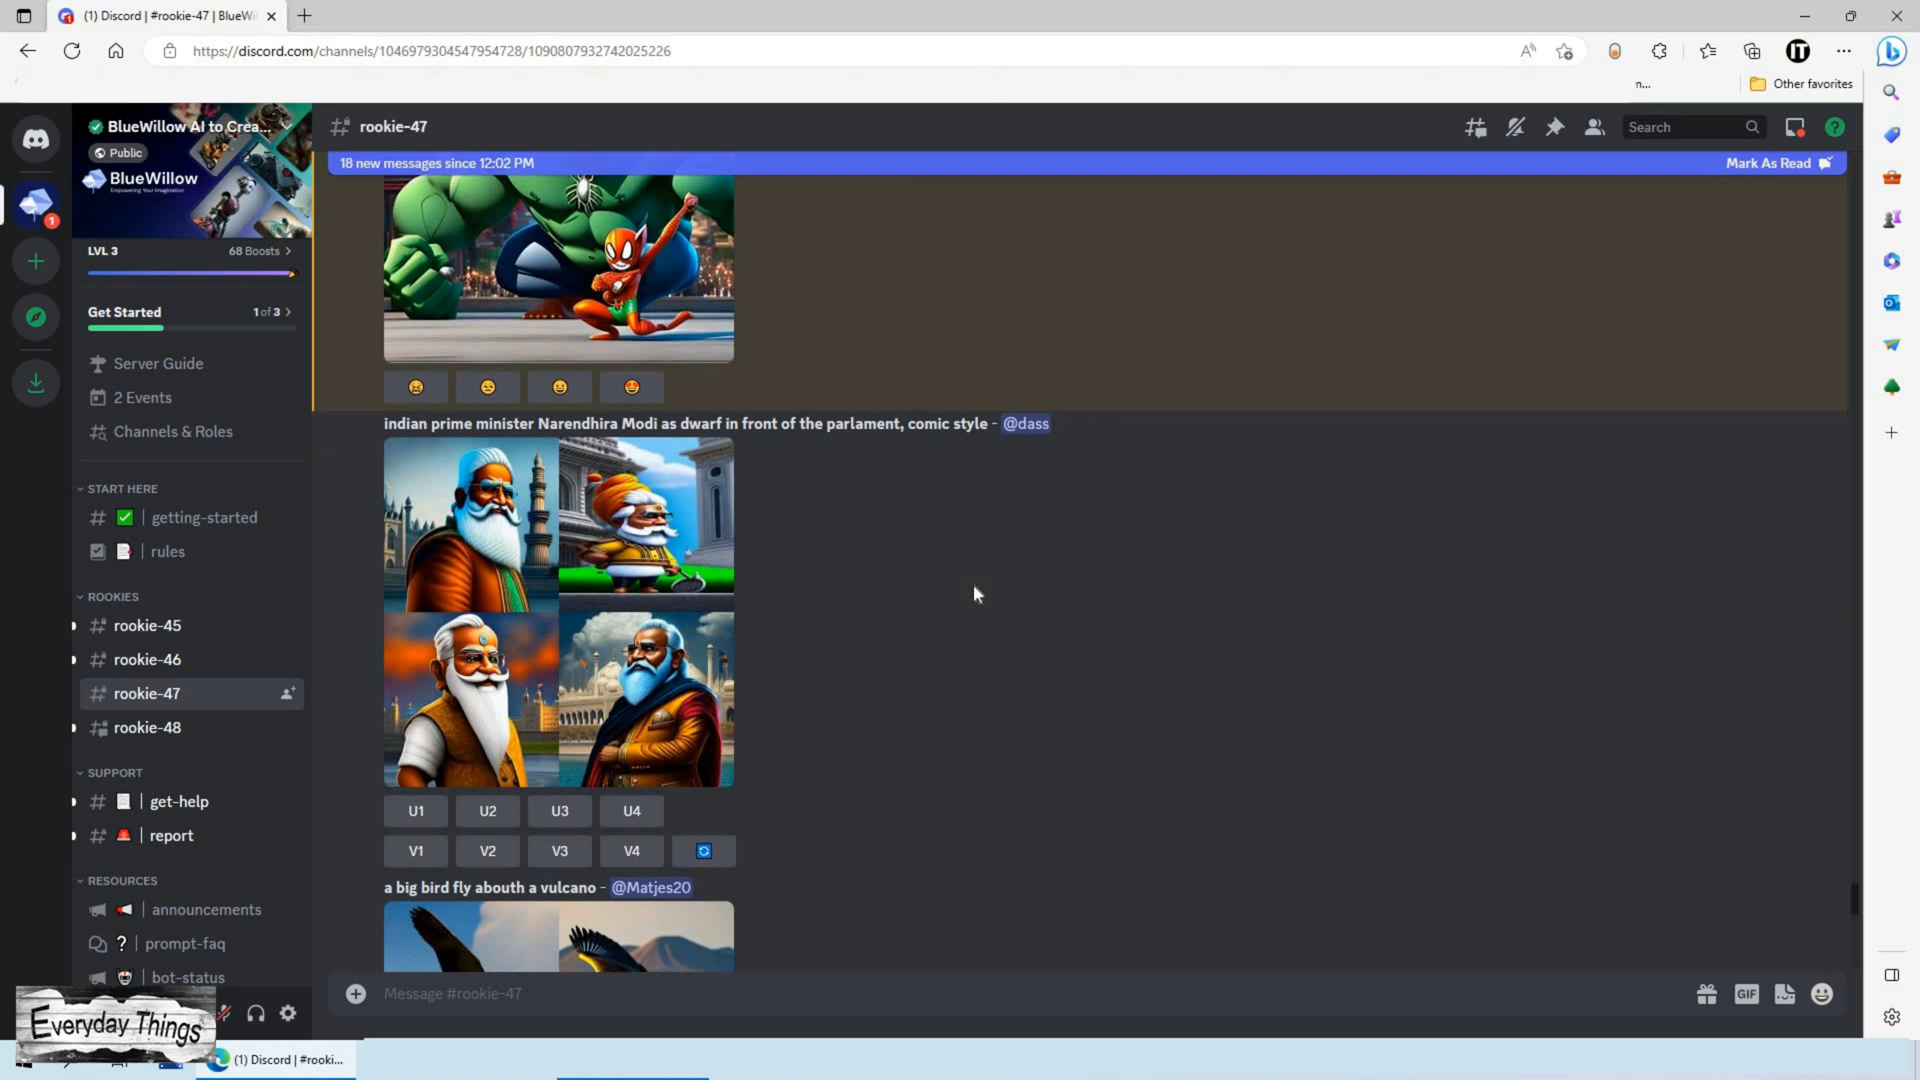 (1) Discord | #rookie-47 | BlueWi
https://discord.com/channels/1046979304547954728/1090807932742025226
n...
Other favorites
BlueWillow AI to Crea...
Public
BlueWillow
Empowering Your Imagination
LVL 3
68 Boosts
Get Started
1 of 3
Server Guide
2 Events
Channels & Roles
START HERE
getting-started
rules
ROOKIES
rookie-45
rookie-46
rookie-47
rookie-48
SUPPORT
get-help
report
RESOURCES
announcements
prompt-faq
bot-status
Everyday Things
rookie-47
Search
18 new messages since 12:02 PM
Mark As Read
indian prime minister Narendhira Modi as dwarf in front of the parlament, comic style - @dass
U1 U2 U3 U4
V1 V2 V3 V4
a big bird fly abouth a vulcano - @Matjes20
Message #rookie-47
GIF
IT
(1) Discord | #rooki...